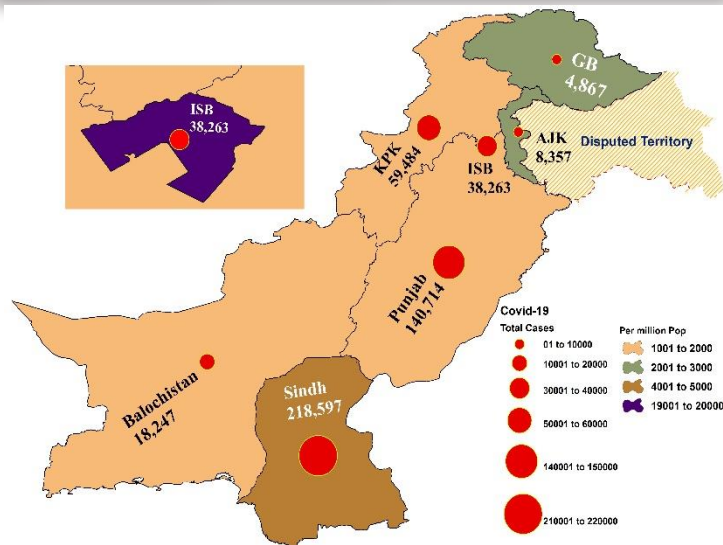 ISB
38,263
GB
4,867
AJK
8,357
Disputed Territory
KPK
59,484
ISB
38,263
Punjab
140,714
Balochistan
18,247
Sindh
218,597
Covid-19
Total Cases
01 to 10000
10001 to 20000
30001 to 40000
50001 to 60000
140001 to 150000
210001 to 220000
Per million Pop
1001 to 2000
2001 to 3000
4001 to 5000
19001 to 20000